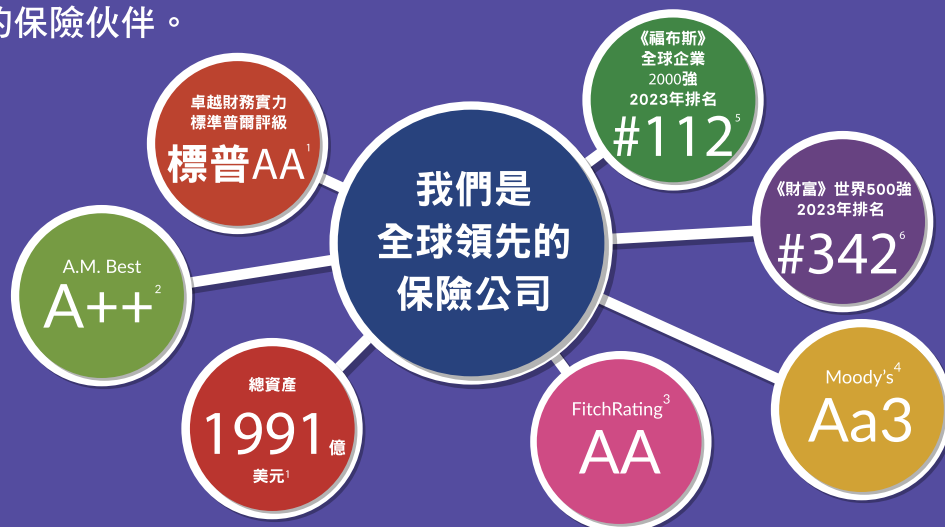 的保險伙伴。
卓越財務實力
標準普爾評級
標普AA¹
《福布斯》
全球企業
2000強
2023年排名
#112⁵
我們是
全球領先的
保險公司
《財富》世界500強
2023年排名
#342⁶
A.M. Best
A++²
總資產
1991億
美元¹
FitchRating³
AA
Moody's⁴
Aa3